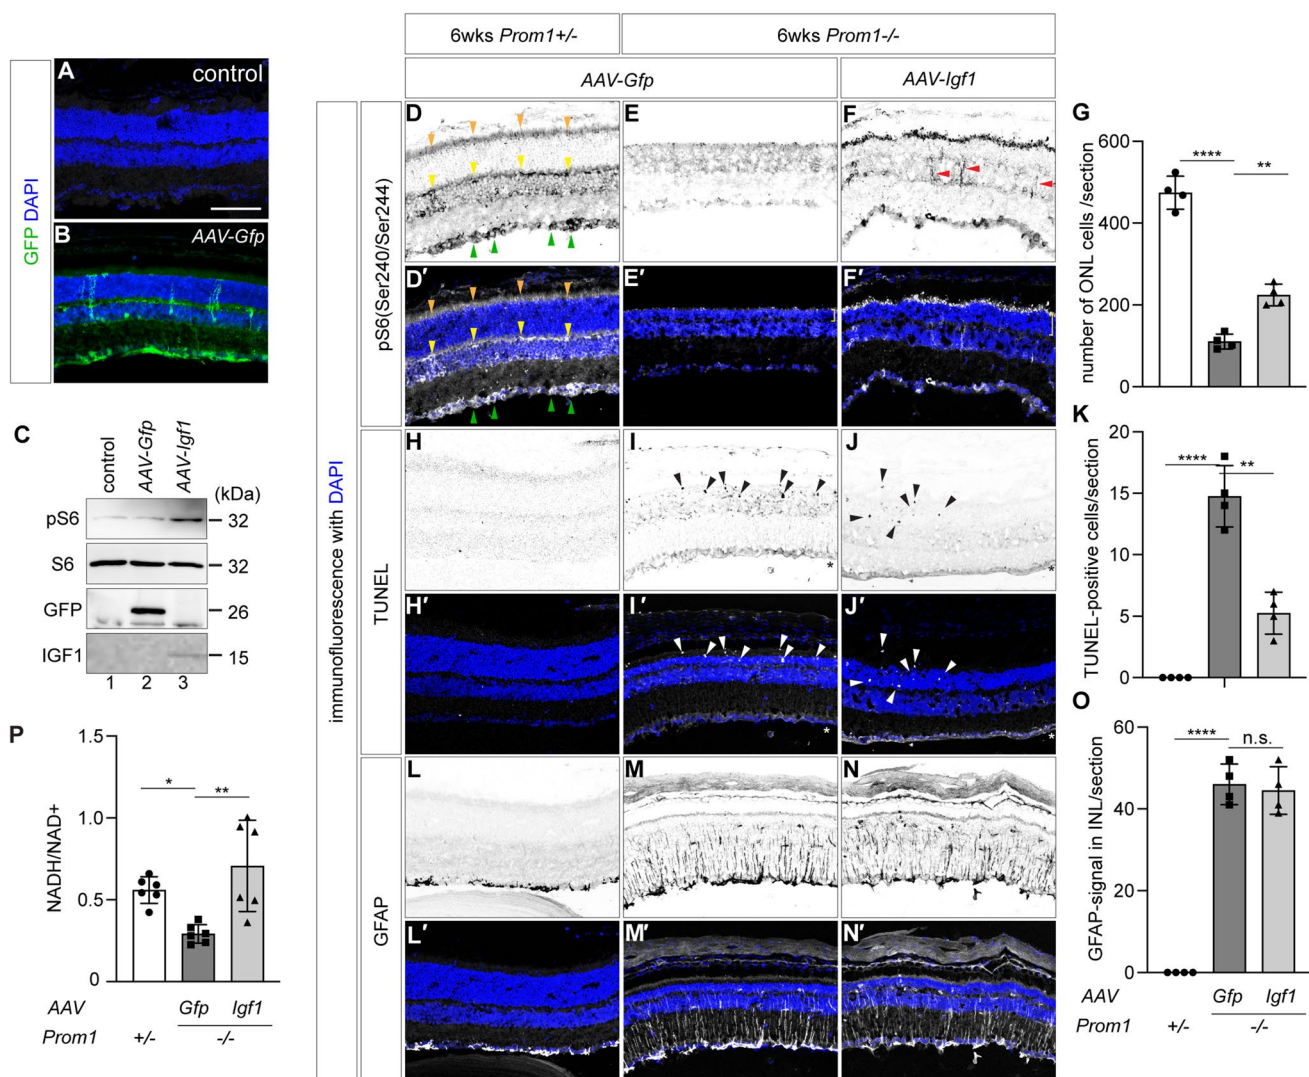 6wks Prom1+/-
6wks Prom1-/-
AAV-Gfp
AAV-Igf1
GFP DAPI
A
control
B
AAV-Gfp
C
control
AAV-Gfp
AAV-Igf1
(kDa)
pS6
32
S6
32
GFP
26
IGF1
15
1 2 3
immunofluorescence with DAPI
pS6(Ser240/Ser244)
D
E
F
D′
E′
F′
TUNEL
H
I
J
*
*
H′
I′
J′
*
*
GFAP
L
M
N
L′
M′
N′
G
number of ONL cells /section
600
400
200
0
****
**
K
TUNEL-positive cells/section
20
15
10
5
0
****
**
O
GFAP-signal in INL/section
60
40
20
0
****
n.s.
AAV
Gfp
Igf1
Prom1
+/-
-/-
P
NADH/NAD+
1.5
1.0
0.5
0
*
**
AAV
Gfp
Igf1
Prom1
+/-
-/-